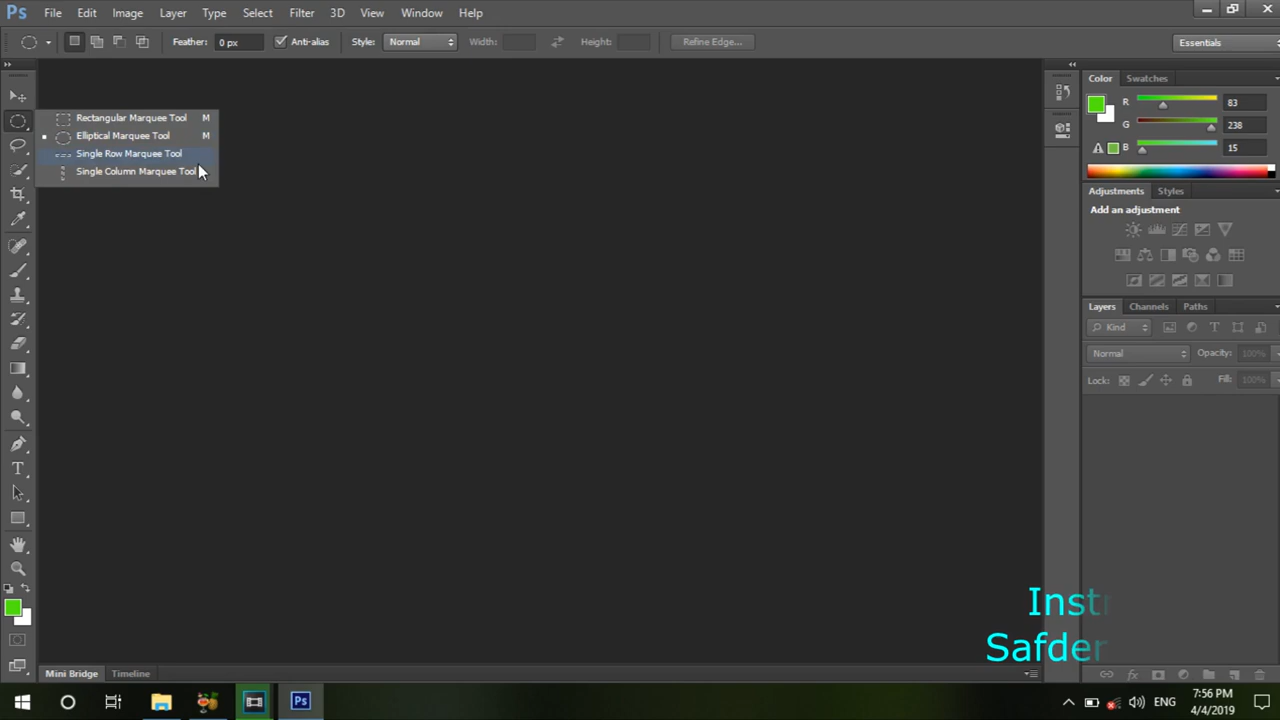 Ps File Edit Image Layer Type Select Filter 3D View Window Help
Feather: 0 px Anti-alias Style: Normal Width: Height: Refine Edge... Essentials
Rectangular Marquee Tool M
Elliptical Marquee Tool M
Single Row Marquee Tool
Single Column Marquee Tool
Color Swatches
R 83
G 238
B 15
Adjustments Styles
Add an adjustment
Layers Channels Paths
Kind
Normal Opacity: 100%
Lock: Fill: 100%
T
Instr
Safder
Mini Bridge Timeline
fx
Ps ENG 7:56 PM
4/4/2019